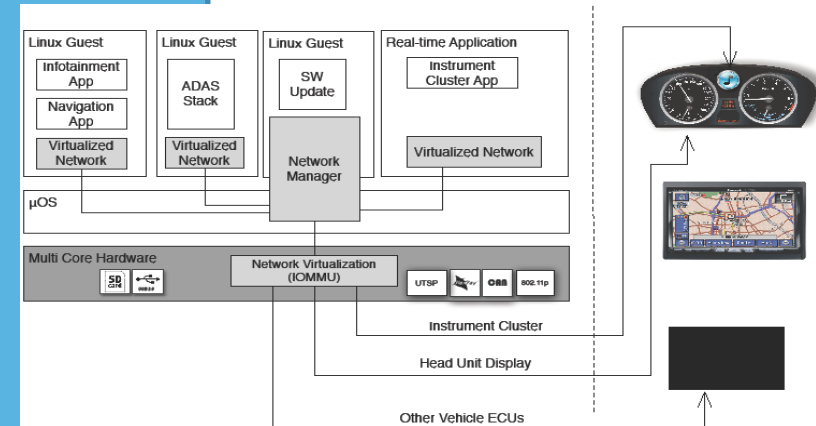 Linux Guest
Infotainment
App
Navigation
App
Virtualized
Network
Linux Guest
ADAS
Stack
Virtualized
Network
Linux Guest
SW
Update
Network
Manager
Real-time Application
Instrument
Cluster App
Virtualized Network
µOS
Multi Core Hardware
SD
Network Virtualization
(IOMMU)
UTSP
CAN
802.11p
Instrument Cluster
Head Unit Display
Other Vehicle ECUs